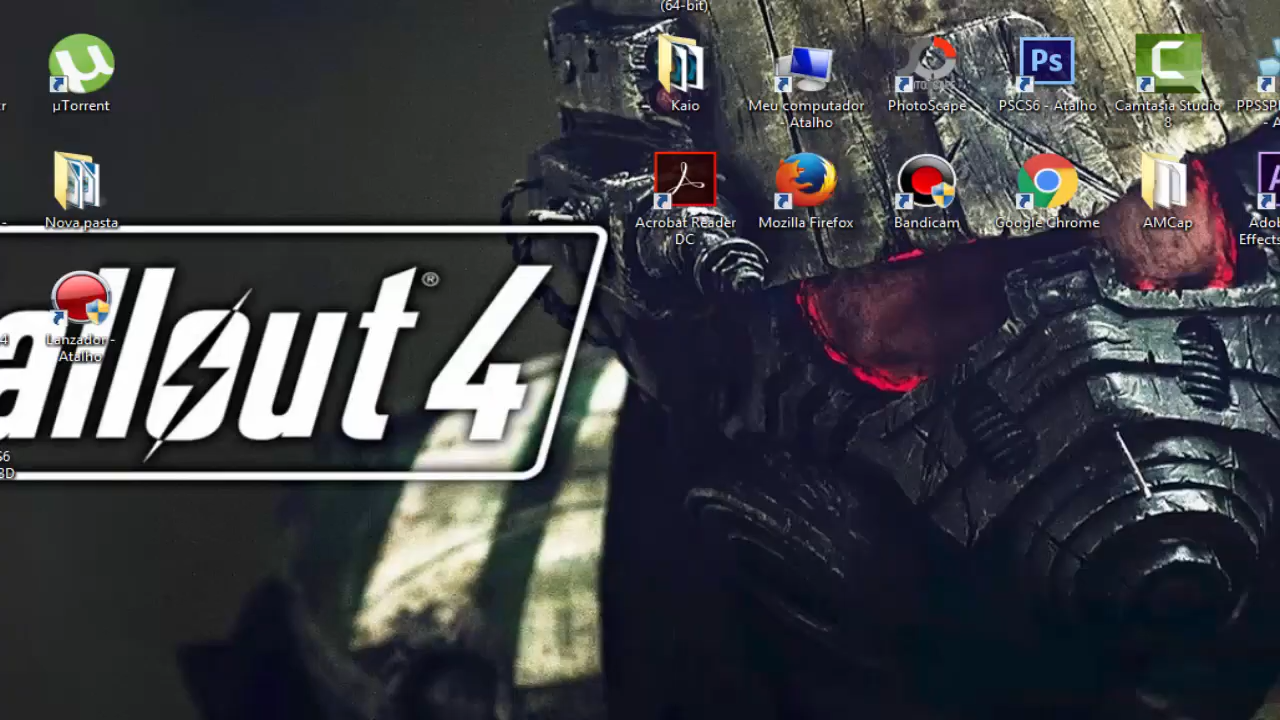 (64-bit)
µTorrent
Kaio
Meu computador
- Atalho
PhotoScape
PSCS6 - Atalho
Camtasia Studio
8
Nova pasta
Acrobat Reader
DC
Mozilla Firefox
Bandicam
Google Chrome
AMCap
Ps
Lanzador -
Atalho
allout 4
®